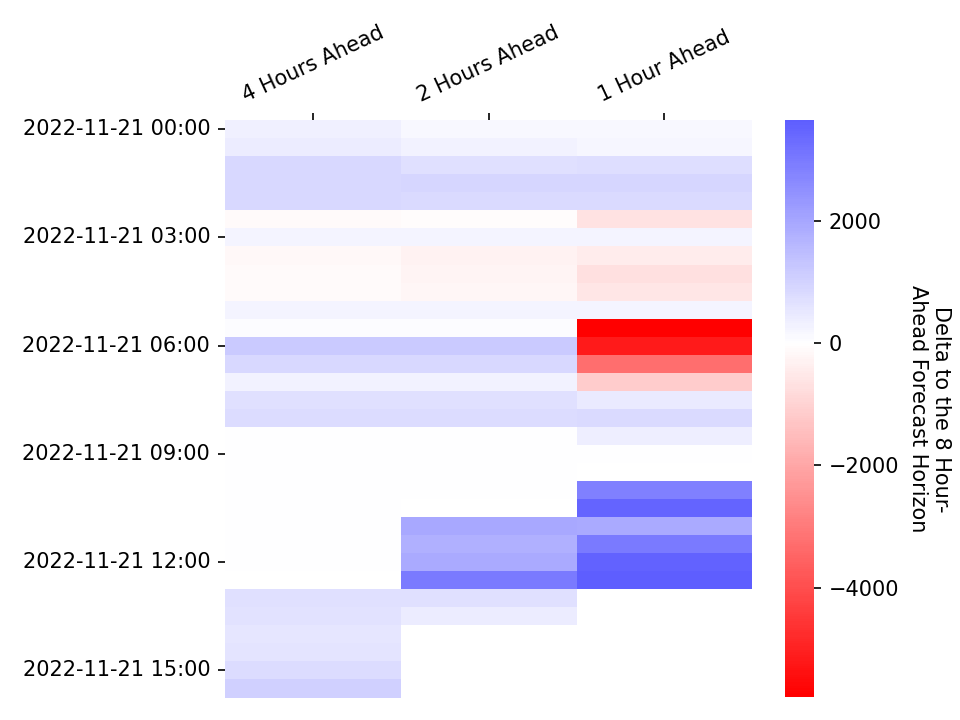 4 Hours Ahead
2 Hours Ahead
1 Hour Ahead
2022-11-21 00:00
2022-11-21 03:00
2022-11-21 06:00
2022-11-21 09:00
2022-11-21 12:00
2022-11-21 15:00
2000
0
−2000
−4000
Delta to the 8 Hour-
Ahead Forecast Horizon